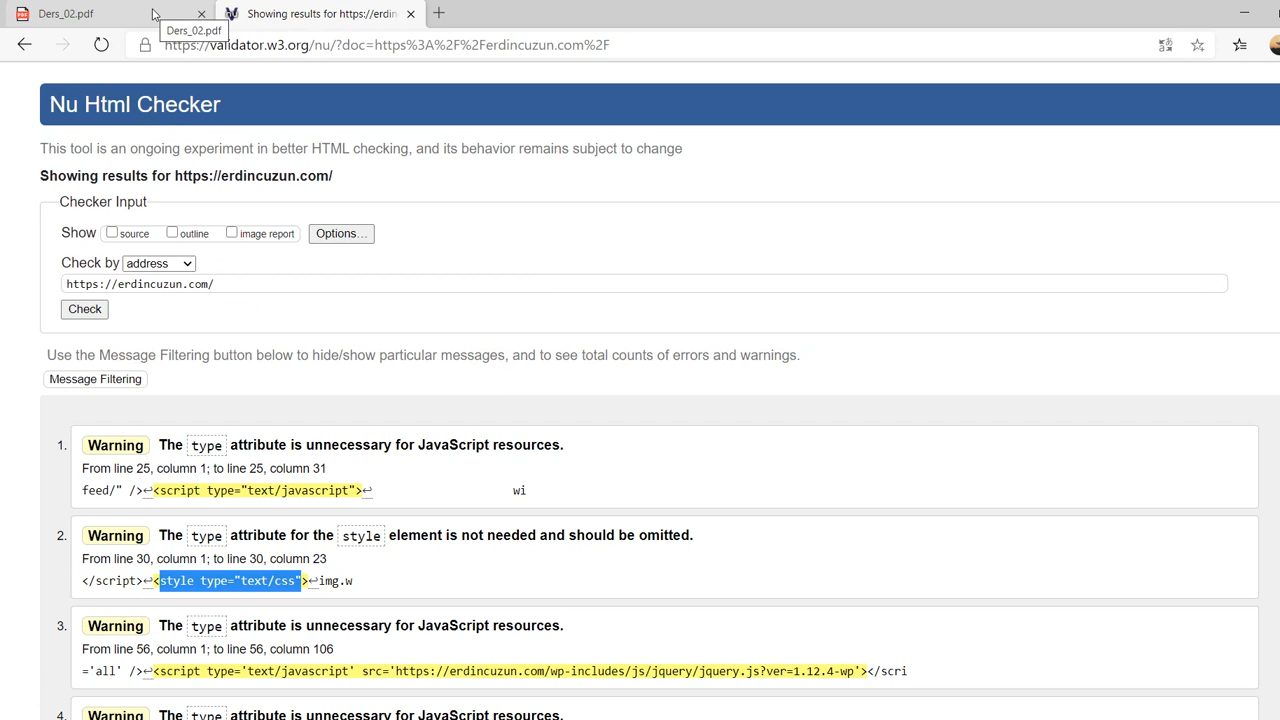 Ders_02.pdf
Showing results for https://erdin
Ders_02.pdf
https://validator.w3.org/nu/?doc=https%3A%2F%2Ferdincuzun.com%2F
Nu Html Checker
This tool is an ongoing experiment in better HTML checking, and its behavior remains subject to change
Showing results for https://erdincuzun.com/
Checker Input
Show source outline image report Options...
Check by address
https://erdincuzun.com/
Check
Use the Message Filtering button below to hide/show particular messages, and to see total counts of errors and warnings.
Message Filtering
1. Warning The type attribute is unnecessary for JavaScript resources.
From line 25, column 1; to line 25, column 31
feed/" />↩<script type="text/javascript">↩ wi
2. Warning The type attribute for the style element is not needed and should be omitted.
From line 30, column 1; to line 30, column 23
</script>↩<style type="text/css">↩img.w
3. Warning The type attribute is unnecessary for JavaScript resources.
From line 56, column 1; to line 56, column 106
='all' />↩<script type='text/javascript' src='https://erdincuzun.com/wp-includes/js/jquery/jquery.js?ver=1.12.4-wp'></scri
4. Warning The type attribute is unnecessary for JavaScript resources.